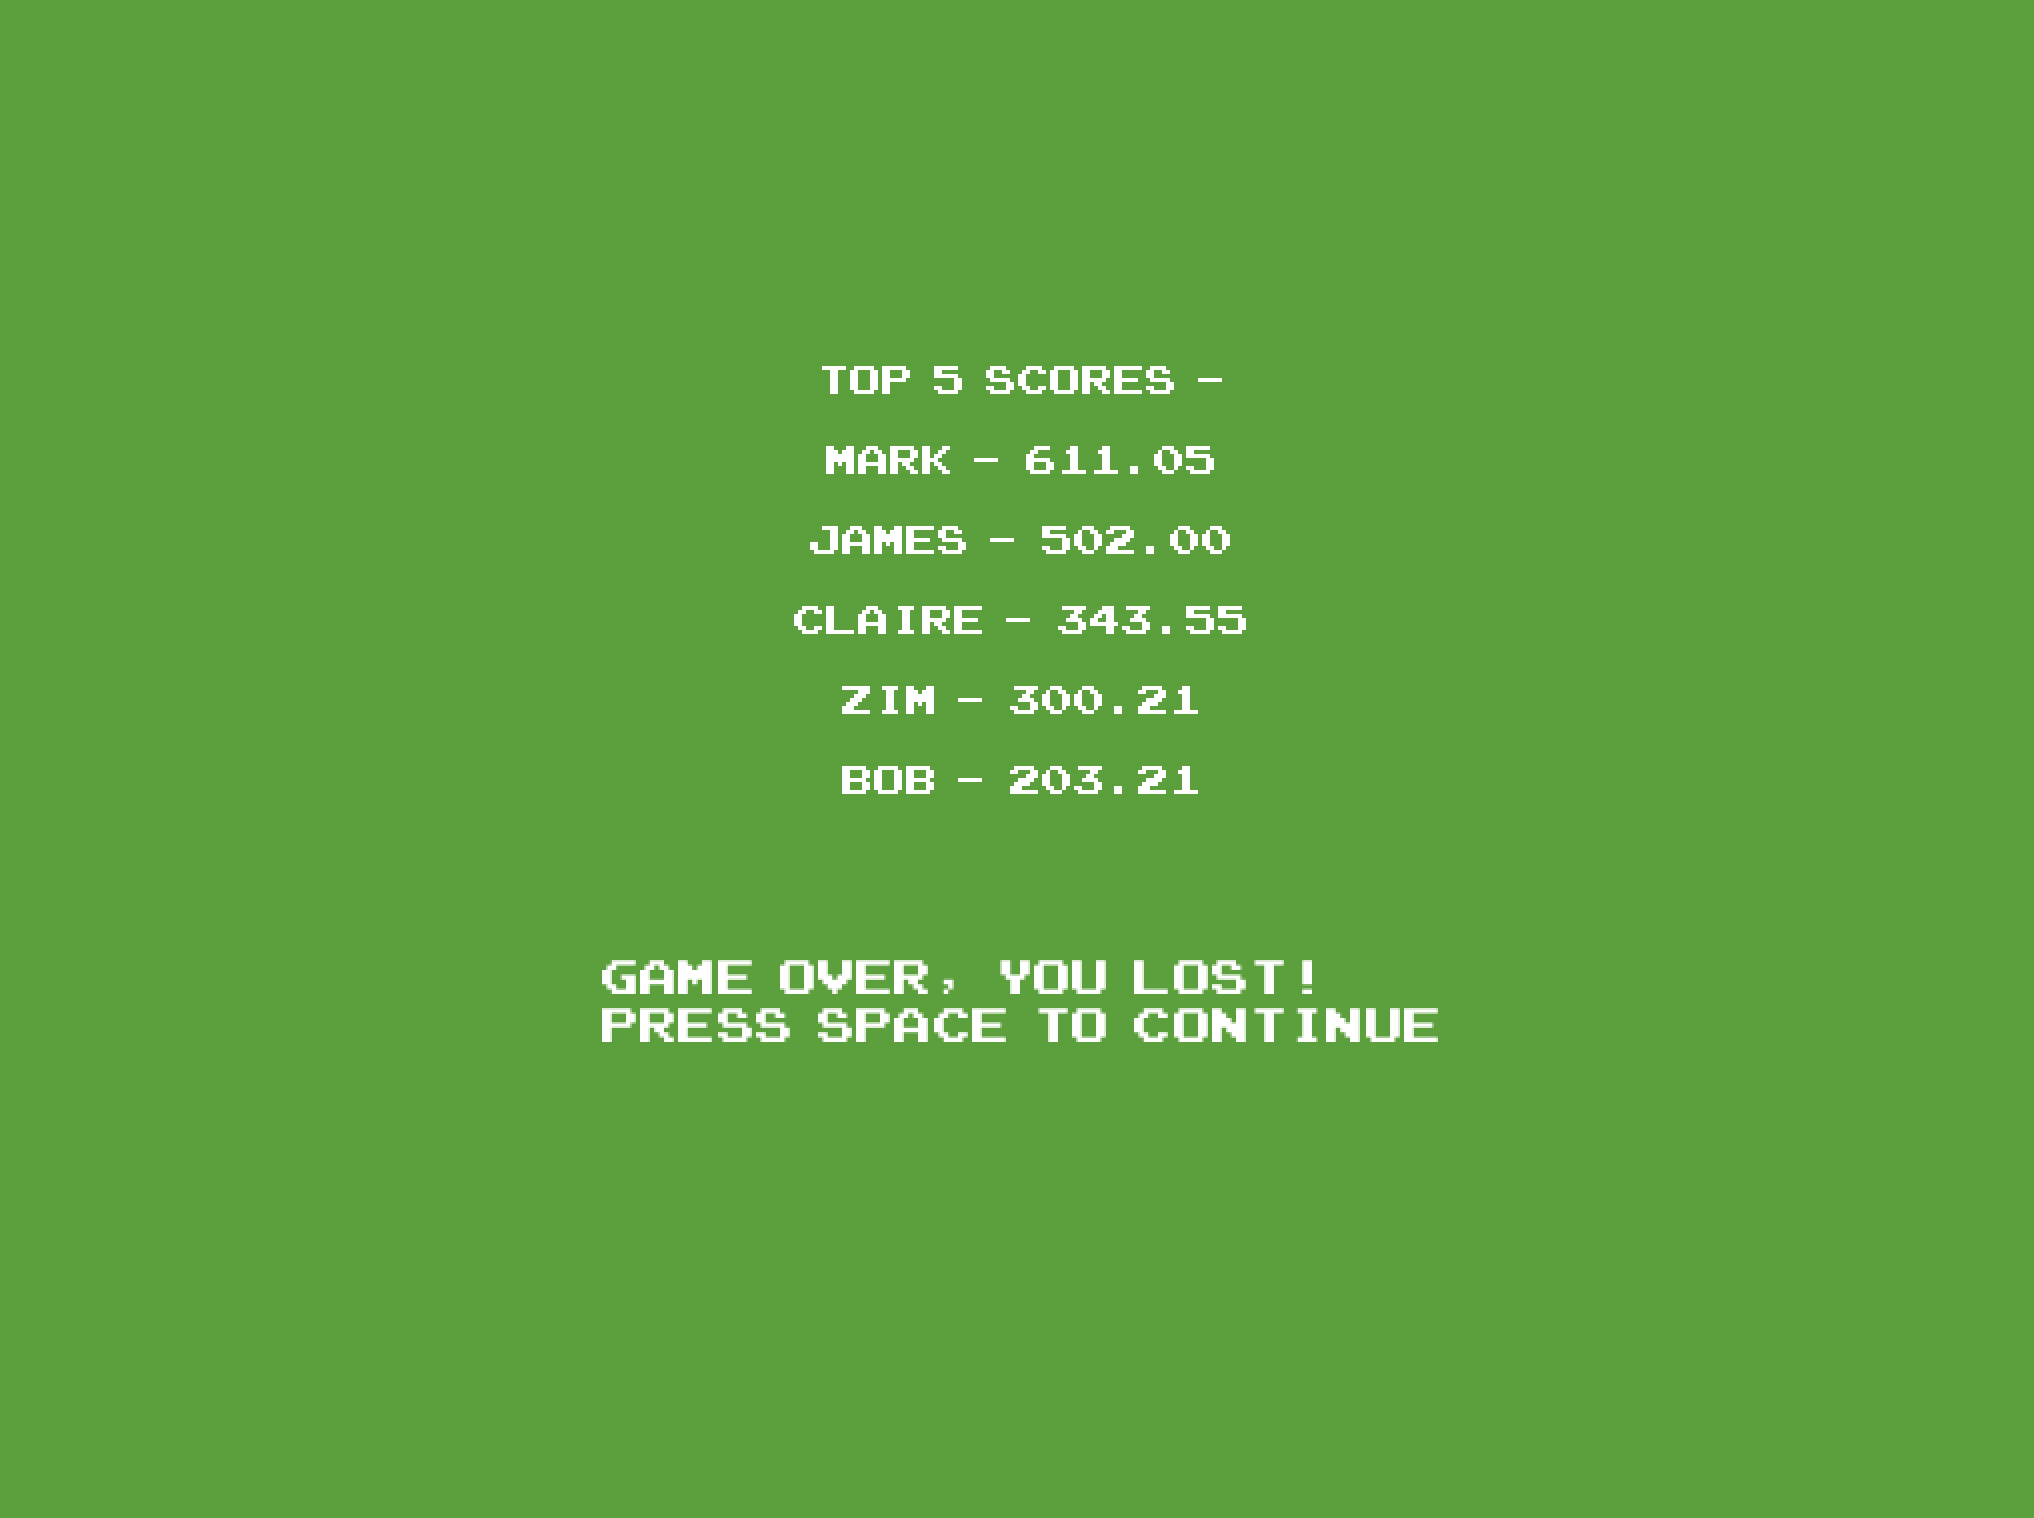 TOP 5 SCORES -
MARK - 611.05
JAMES - 502.00
CLAIRE - 343.55
ZIM - 300.21
BOB - 203.21
GAME OVER, YOU LOST!
PRESS SPACE TO CONTINUE